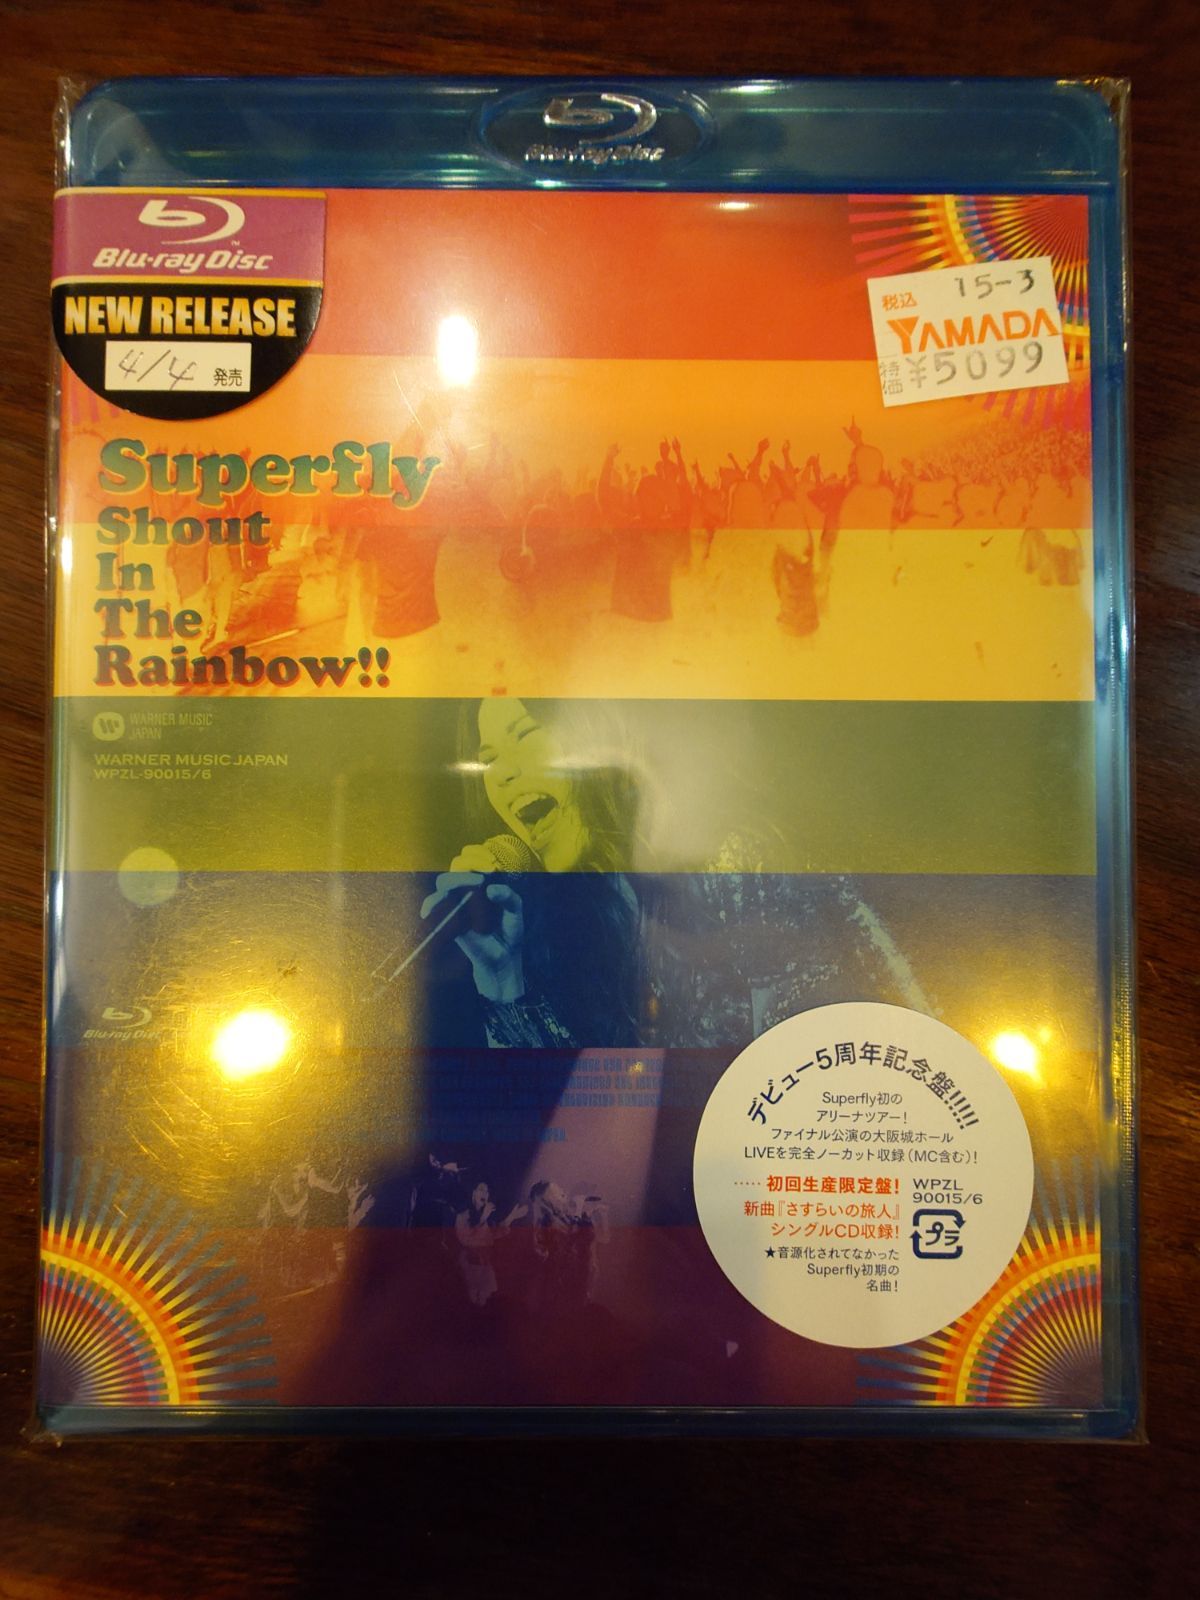 Blu-ray Disc
Blu-ray Disc
NEW RELEASE
4/4 発売
15-3
税込
YAMADA
特価 ¥5099
Superfly
Shout
In
The
Rainbow!!
WARNER MUSIC
JAPAN
WARNER MUSIC JAPAN
WPZL-90015/6
Blu-ray Disc
デビュー5周年記念盤!!!!!
Superfly初の
アリーナツアー!
ファイナル公演の大阪城ホール
LIVEを完全ノーカット収録(MC含む)!
‥‥‥初回生産限定盤!
新曲『さすらいの旅人』
シングルCD収録!
★音源化されてなかった
Superfly初期の
名曲!
WPZL
90015/6
プラ